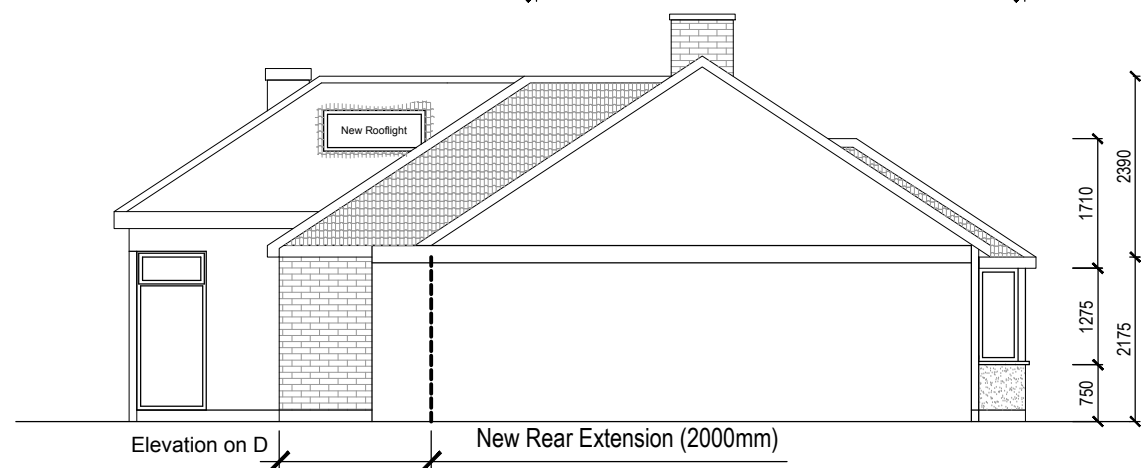 New Rooflight
2390
1710
1275
2175
750
Elevation on D
New Rear Extension (2000mm)